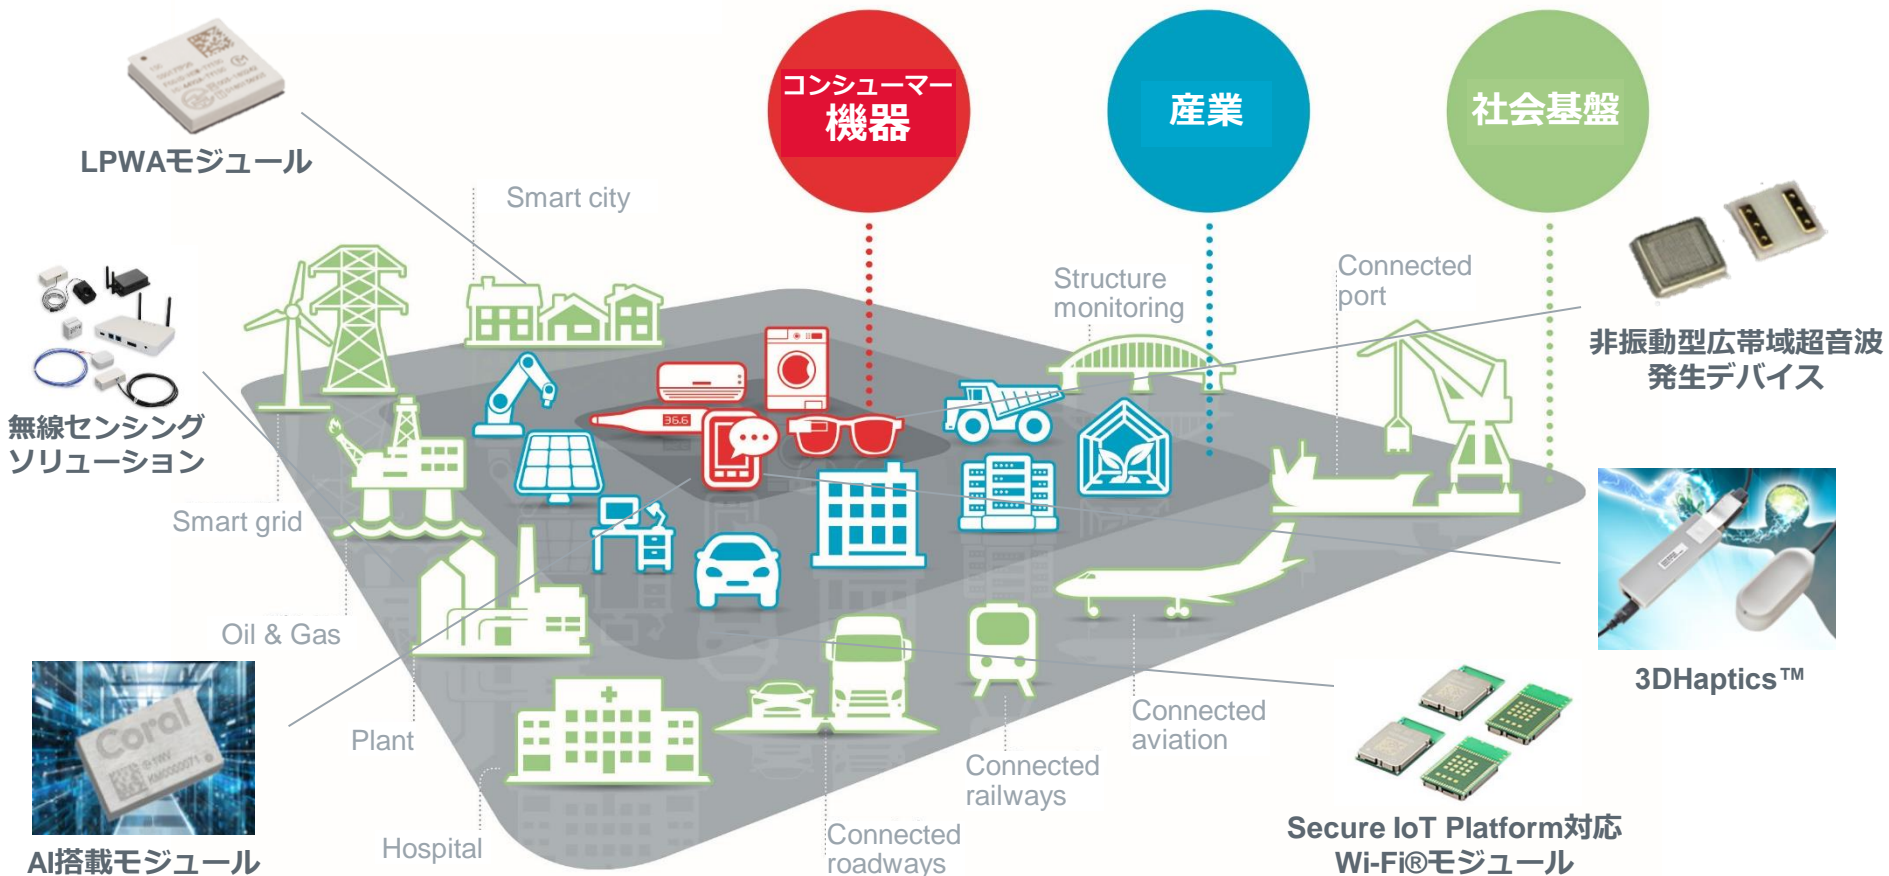 コンシューマー
機器
産業
社会基盤
LPWAモジュール
Smart city
Structure
monitoring
Connected
port
非振動型広帯域超音波
発生デバイス
36.6
無線センシング
ソリューション
Smart grid
Oil & Gas
Plant
Hospital
Connected
roadways
Connected
railways
Connected
aviation
3DHaptics™
Coral
AI搭載モジュール
Secure IoT Platform対応
Wi-Fi®モジュール